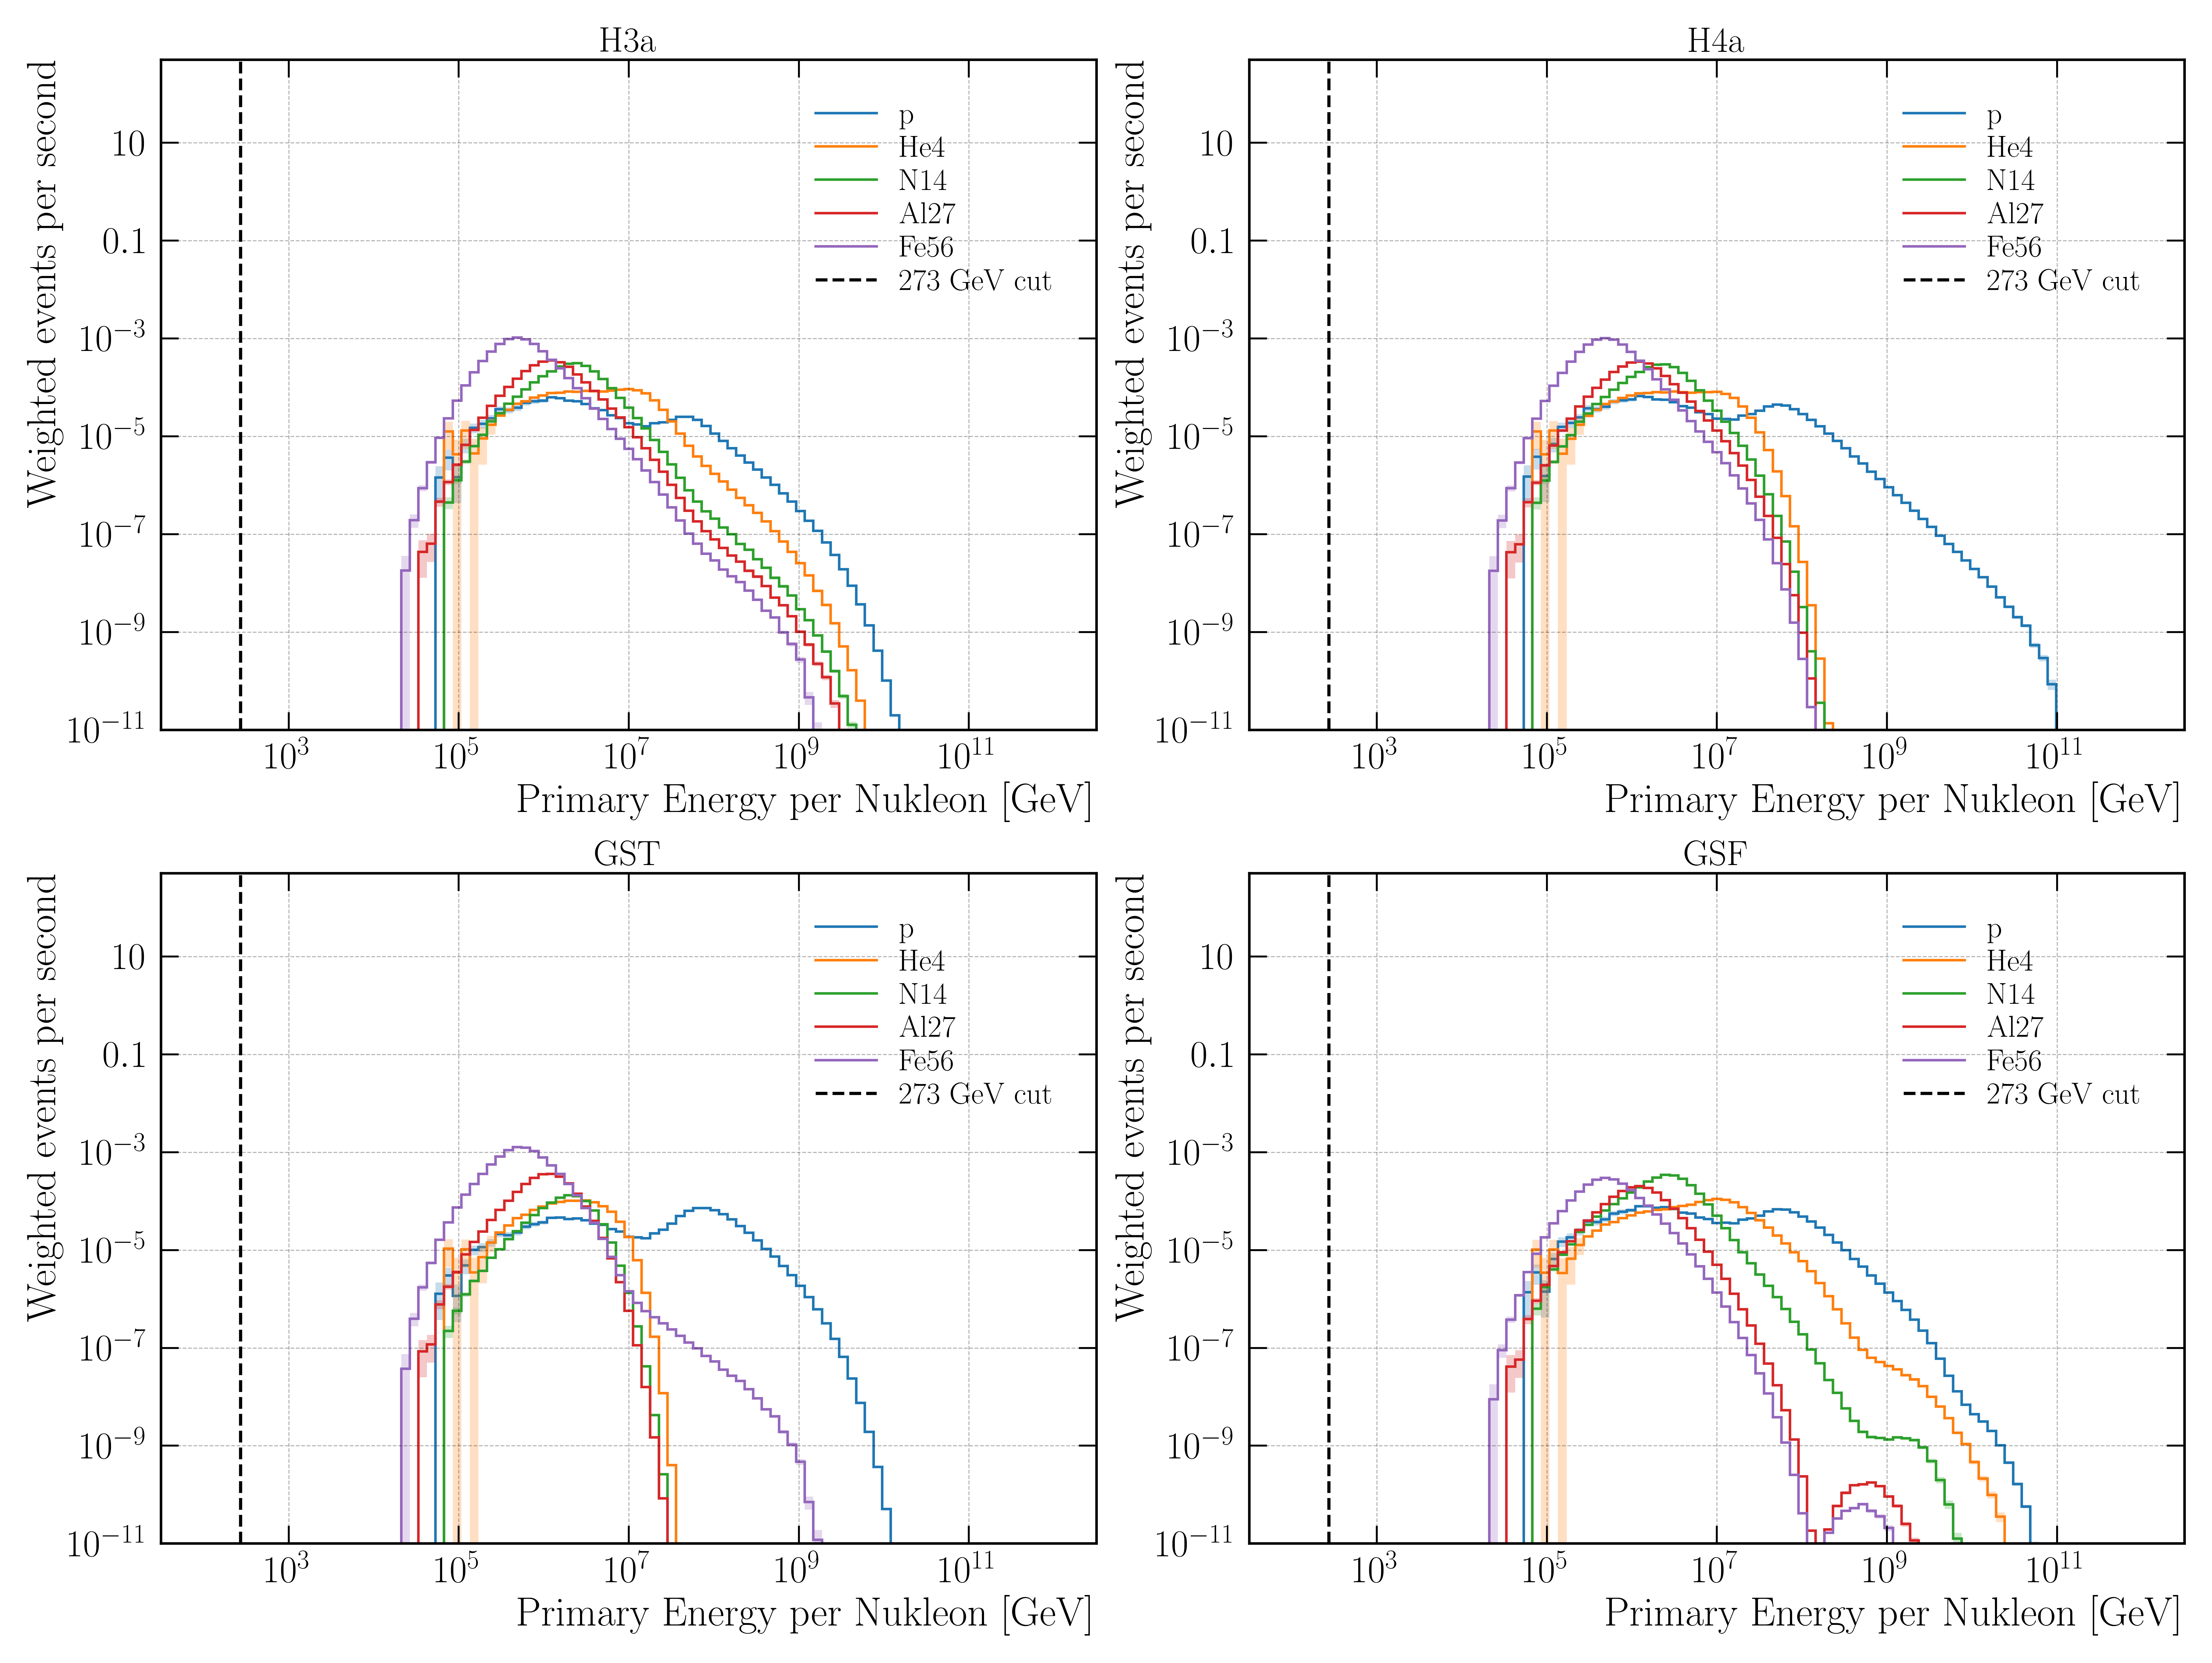 H3a
Weighted events per second
10
0.1
10^{-3}
10^{-5}
10^{-7}
10^{-9}
10^{-11}
p
He4
N14
Al27
Fe56
273 GeV cut
10^3 10^5 10^7 10^9 10^{11}
Primary Energy per Nukleon [GeV]
H4a
Weighted events per second
10
0.1
10^{-3}
10^{-5}
10^{-7}
10^{-9}
10^{-11}
p
He4
N14
Al27
Fe56
273 GeV cut
10^3 10^5 10^7 10^9 10^{11}
Primary Energy per Nukleon [GeV]
GST
Weighted events per second
10
0.1
10^{-3}
10^{-5}
10^{-7}
10^{-9}
10^{-11}
p
He4
N14
Al27
Fe56
273 GeV cut
10^3 10^5 10^7 10^9 10^{11}
Primary Energy per Nukleon [GeV]
GSF
Weighted events per second
10
0.1
10^{-3}
10^{-5}
10^{-7}
10^{-9}
10^{-11}
p
He4
N14
Al27
Fe56
273 GeV cut
10^3 10^5 10^7 10^9 10^{11}
Primary Energy per Nukleon [GeV]